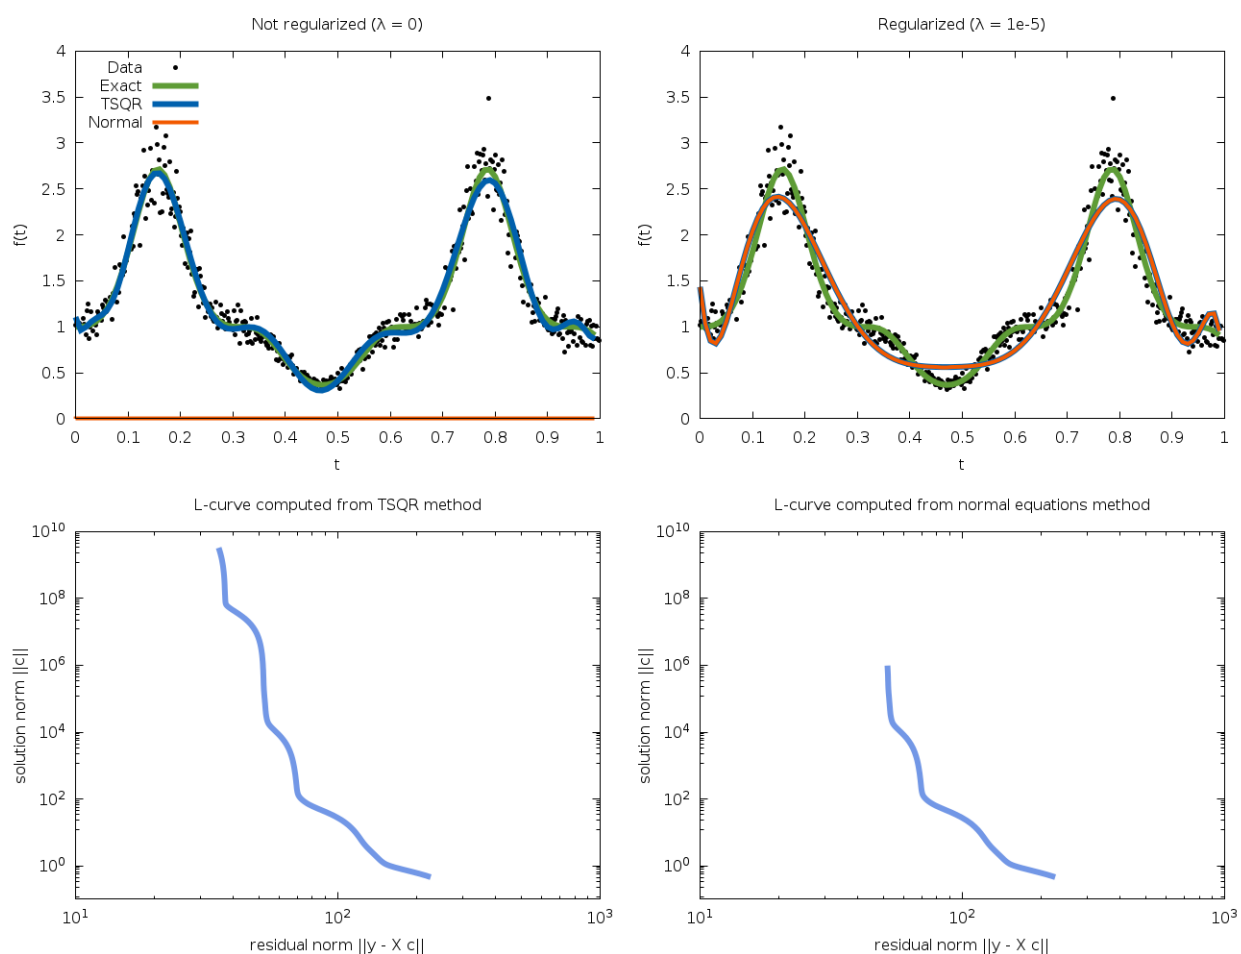 Not regularized (λ = 0)
4
3.5
3
2.5
2
1.5
1
0.5
0
f(t)
Data
Exact
TSQR
Normal
0 0.1 0.2 0.3 0.4 0.5 0.6 0.7 0.8 0.9 1
t
Regularized (λ = 1e-5)
4
3.5
3
2.5
2
1.5
1
0.5
0
f(t)
0 0.1 0.2 0.3 0.4 0.5 0.6 0.7 0.8 0.9 1
t
L-curve computed from TSQR method
10^10
10^8
10^6
10^4
10^2
10^0
solution norm ||c||
10^1 10^2 10^3
residual norm ||y - X c||
L-curve computed from normal equations method
10^10
10^8
10^6
10^4
10^2
10^0
solution norm ||c||
10^1 10^2 10^3
residual norm ||y - X c||